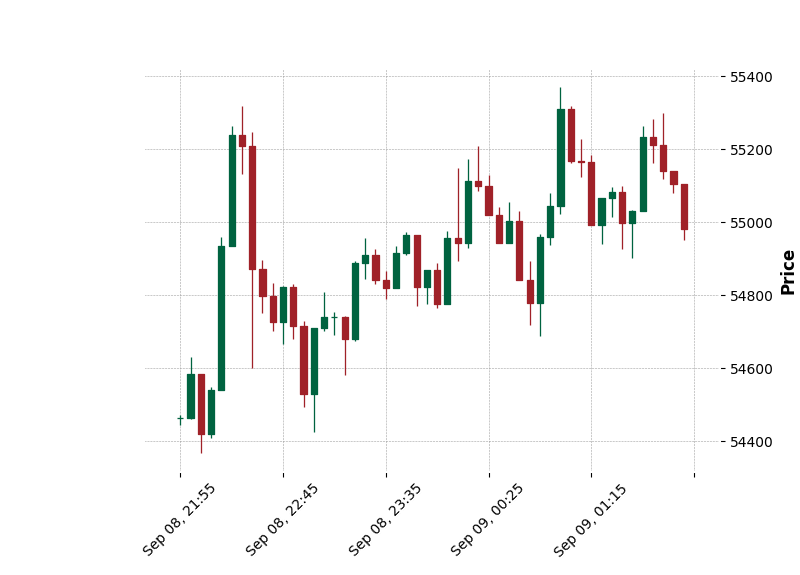 55400
55200
55000
54800
54600
54400
Price
Sep 08, 21:55
Sep 08, 22:45
Sep 08, 23:35
Sep 09, 00:25
Sep 09, 01:15